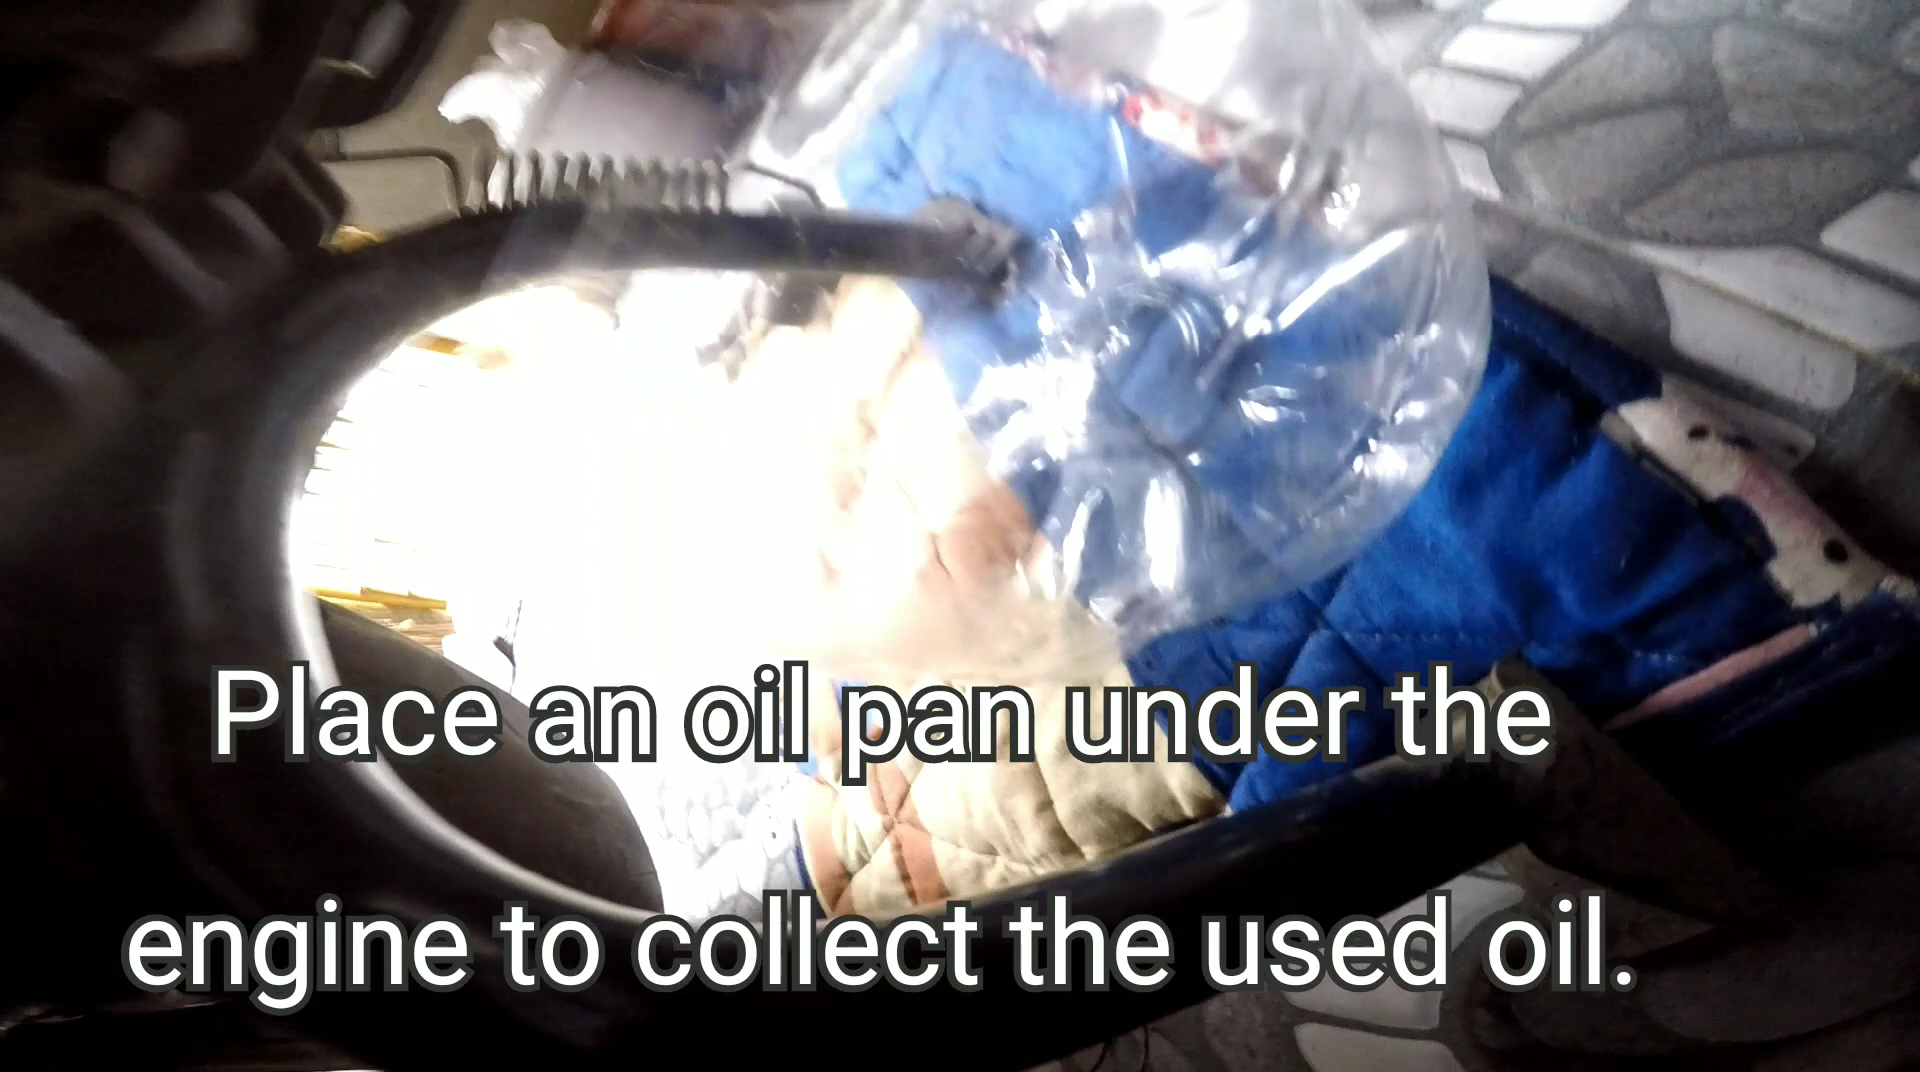 Place an oil pan under the
engine to collect the used oil.